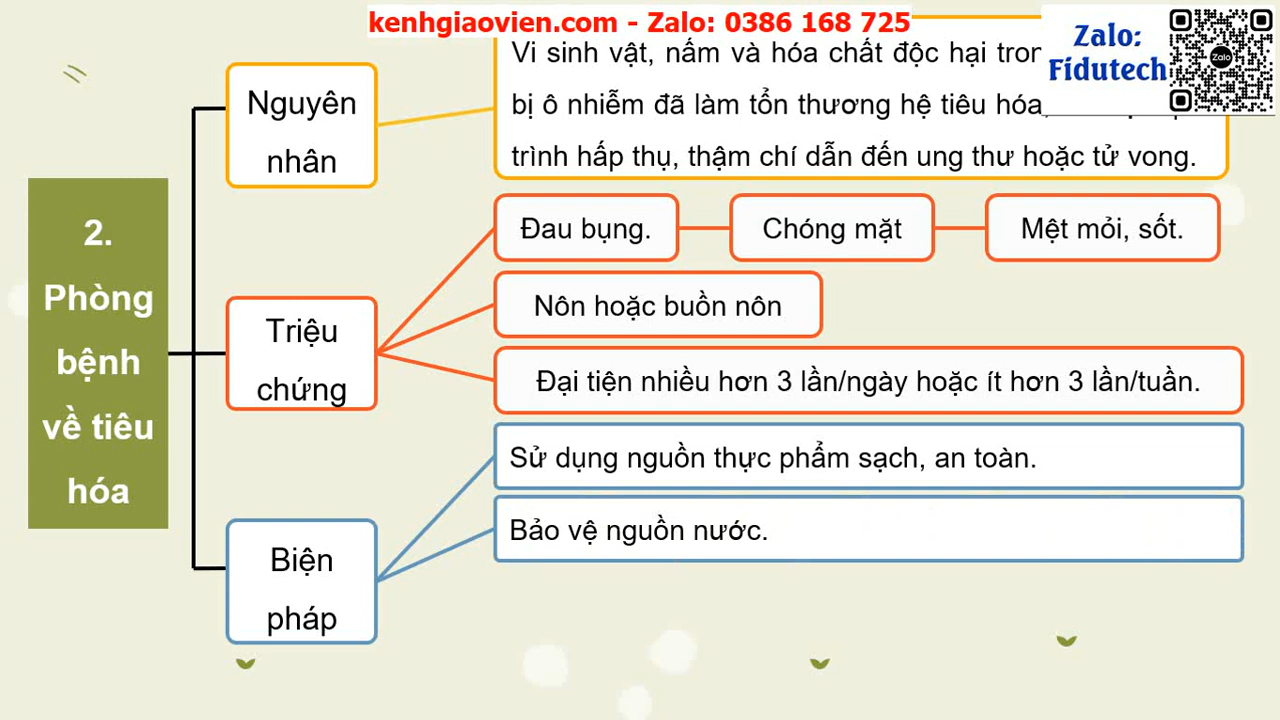 kenhgiaovien.com - Zalo: 0386 168 725
Zalo:
Fidutech
Zalo
Nguyên
nhân
Vi sinh vật, nấm và hóa chất độc hại
bị ô nhiễm đã làm tổn thương hệ tiêu hóa,
trình hấp thụ, thậm chí dẫn đến ung thư hoặc tử vong.
2.
Phòng
bệnh
về tiêu
hóa
Triệu
chứng
Đau bụng.
Chóng mặt
Mệt mỏi, sốt.
Nôn hoặc buồn nôn
Đại tiện nhiều hơn 3 lần/ngày hoặc ít hơn 3 lần/tuần.
Biện
pháp
Sử dụng nguồn thực phẩm sạch, an toàn.
Bảo vệ nguồn nước.